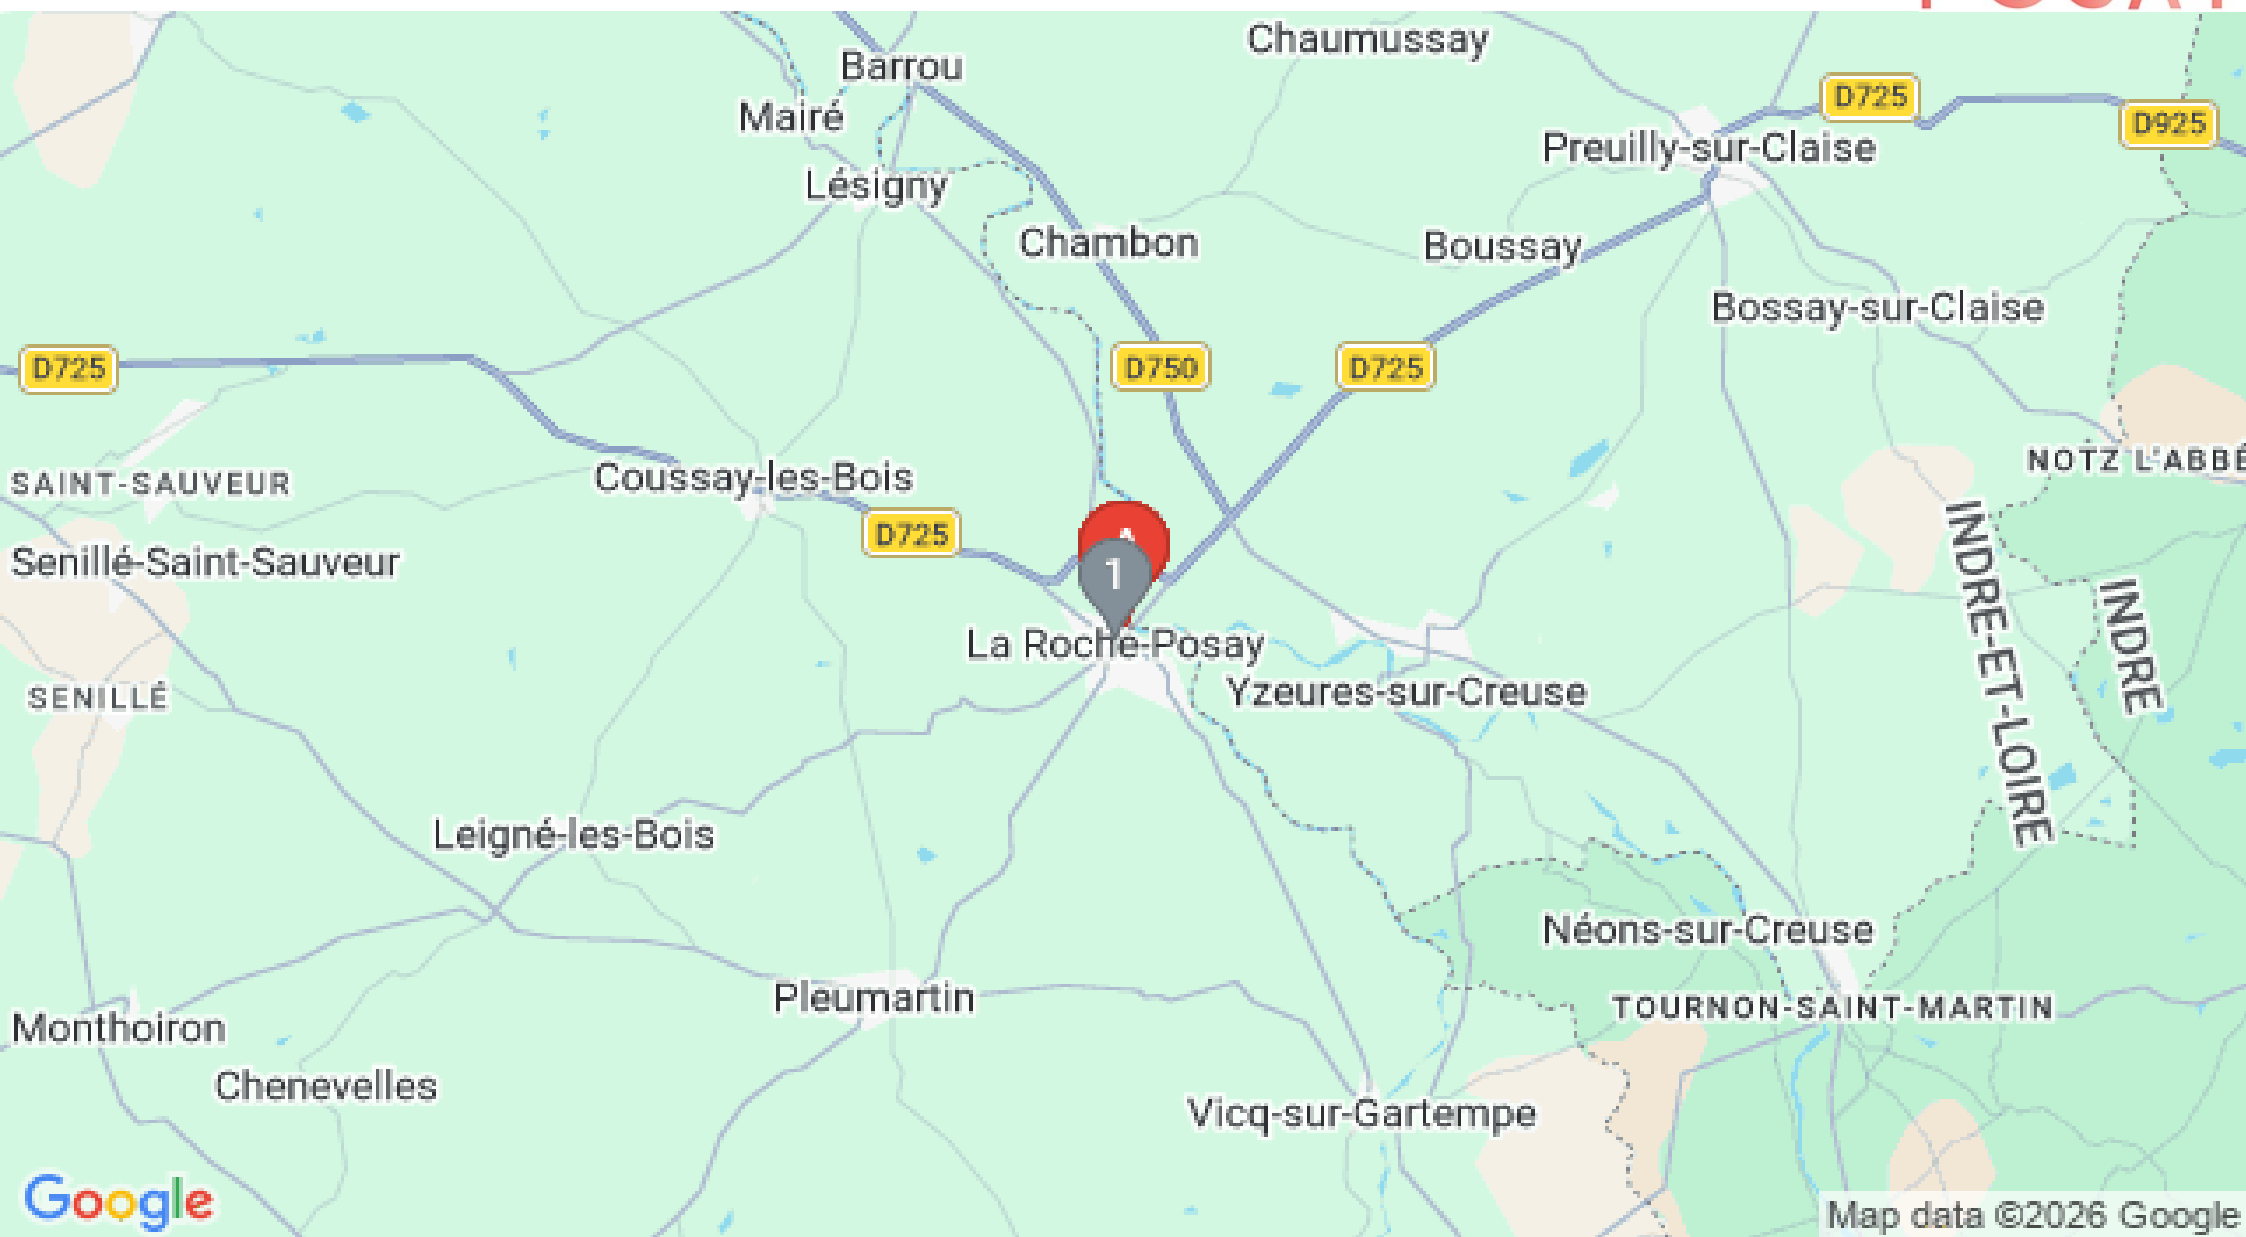 Chaumussay
Barrou
D725
Mairé
D925
Preuilly-sur-Claise
Lésigny
Chambon
Boussay
Bossay-sur-Claise
D725
D750
D725
NOTZ L'ABBÉ
Coussay-les-Bois
SAINT-SAUVEUR
D725
Senillé-Saint-Sauveur
1
INDRE-ET-LOIRE
INDRE
La Roche-Posay
Yzeures-sur-Creuse
SENILLÉ
Leigné-les-Bois
Néons-sur-Creuse
Pleumartin
TOURNON-SAINT-MARTIN
Monthoiron
Chenevelles
Vicq-sur-Gartempe
Google
Map data ©2026 Google